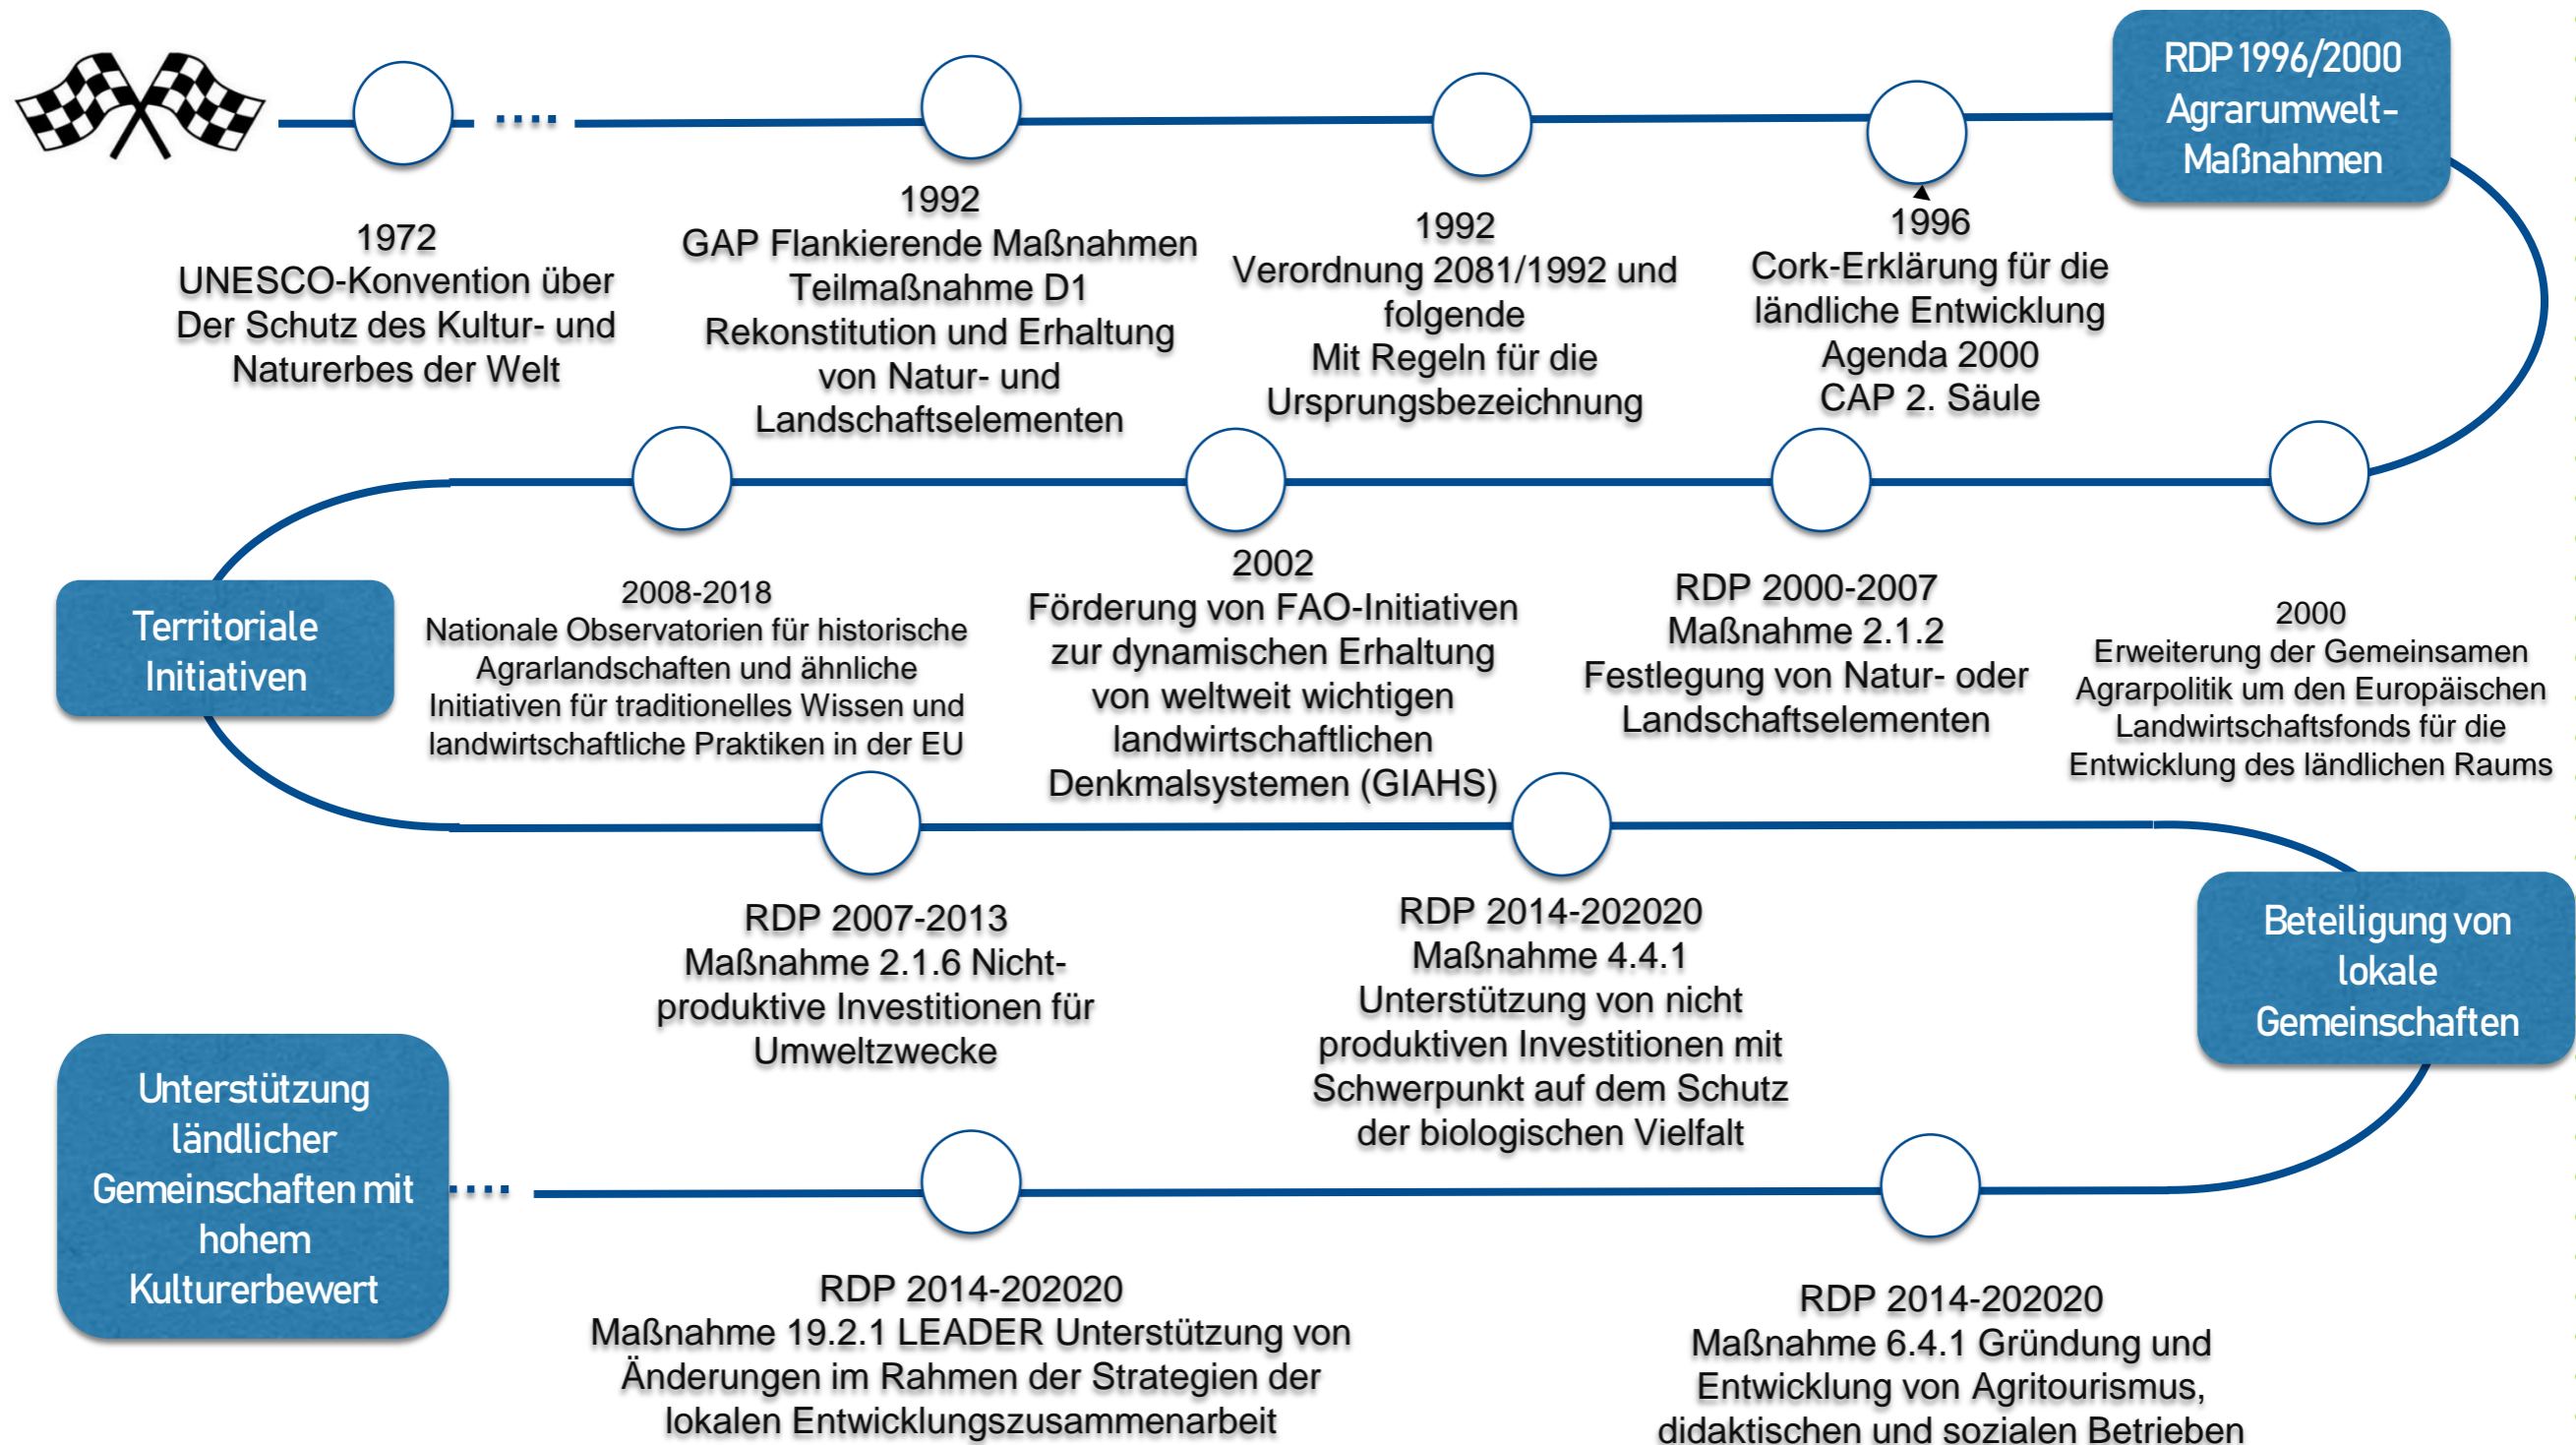 RDP 1996/2000
Agrarumwelt-
Maßnahmen
1972
UNESCO-Konvention über
Der Schutz des Kultur- und
Naturerbes der Welt
1992
GAP Flankierende Maßnahmen
Teilmaßnahme D1
Rekonstitution und Erhaltung
von Natur- und
Landschaftselementen
1992
Verordnung 2081/1992 und
folgende
Mit Regeln für die
Ursprungsbezeichnung
1996
Cork-Erklärung für die
ländliche Entwicklung
Agenda 2000
CAP 2. Säule
2000
Erweiterung der Gemeinsamen
Agrarpolitik um den Europäischen
Landwirtschaftsfonds für die
Entwicklung des ländlichen Raums
RDP 2000-2007
Maßnahme 2.1.2
Festlegung von Natur- oder
Landschaftselementen
2002
Förderung von FAO-Initiativen
zur dynamischen Erhaltung
von weltweit wichtigen
landwirtschaftlichen
Denkmalsystemen (GIAHS)
2008-2018
Nationale Observatorien für historische
Agrarlandschaften und ähnliche
Initiativen für traditionelles Wissen und
landwirtschaftliche Praktiken in der EU
Territoriale
Initiativen
RDP 2007-2013
Maßnahme 2.1.6 Nicht-
produktive Investitionen für
Umweltzwecke
RDP 2014-202020
Maßnahme 4.4.1
Unterstützung von nicht
produktiven Investitionen mit
Schwerpunkt auf dem Schutz
der biologischen Vielfalt
Beteiligung von
lokale
Gemeinschaften
RDP 2014-202020
Maßnahme 6.4.1 Gründung und
Entwicklung von Agritourismus,
didaktischen und sozialen Betrieben
RDP 2014-202020
Maßnahme 19.2.1 LEADER Unterstützung von
Änderungen im Rahmen der Strategien der
lokalen Entwicklungszusammenarbeit
Unterstützung
ländlicher
Gemeinschaften mit
hohem
Kulturerbewert